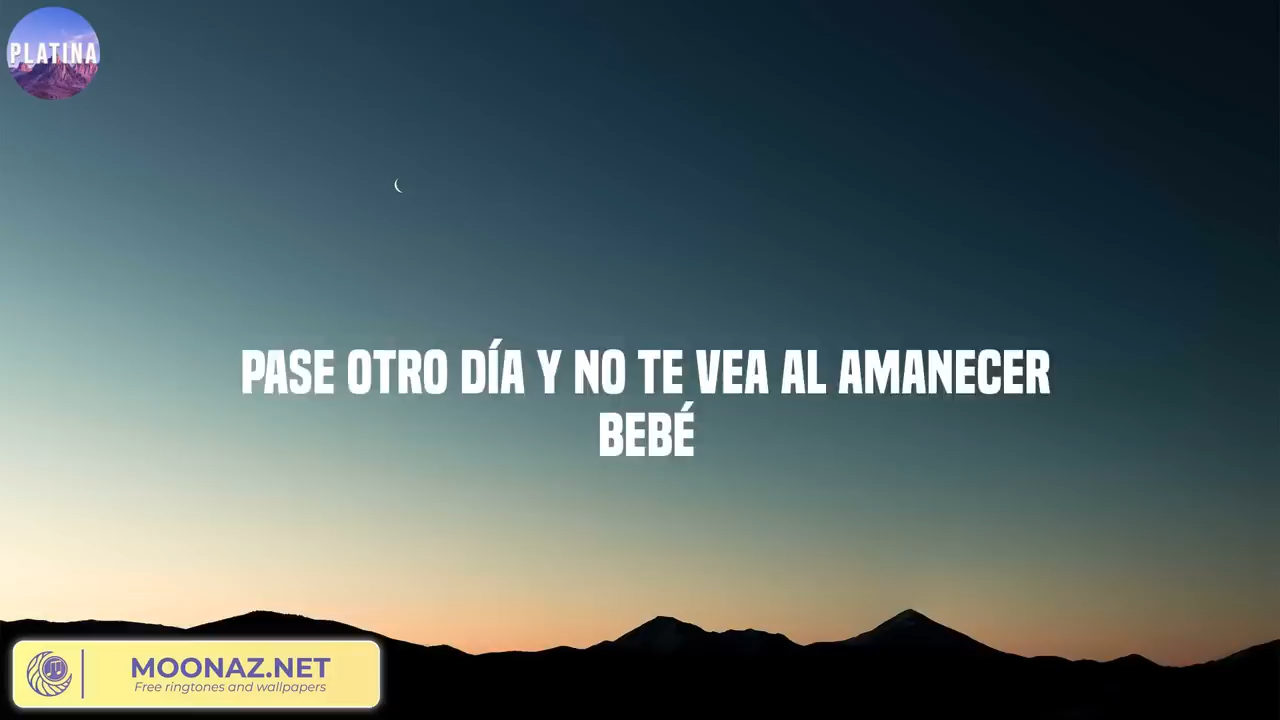 PLATINA
PASE OTRO DÍA Y NO TE VEA AL AMANECER
BEBÉ
MOONAZ.NET
Free ringtones and wallpapers